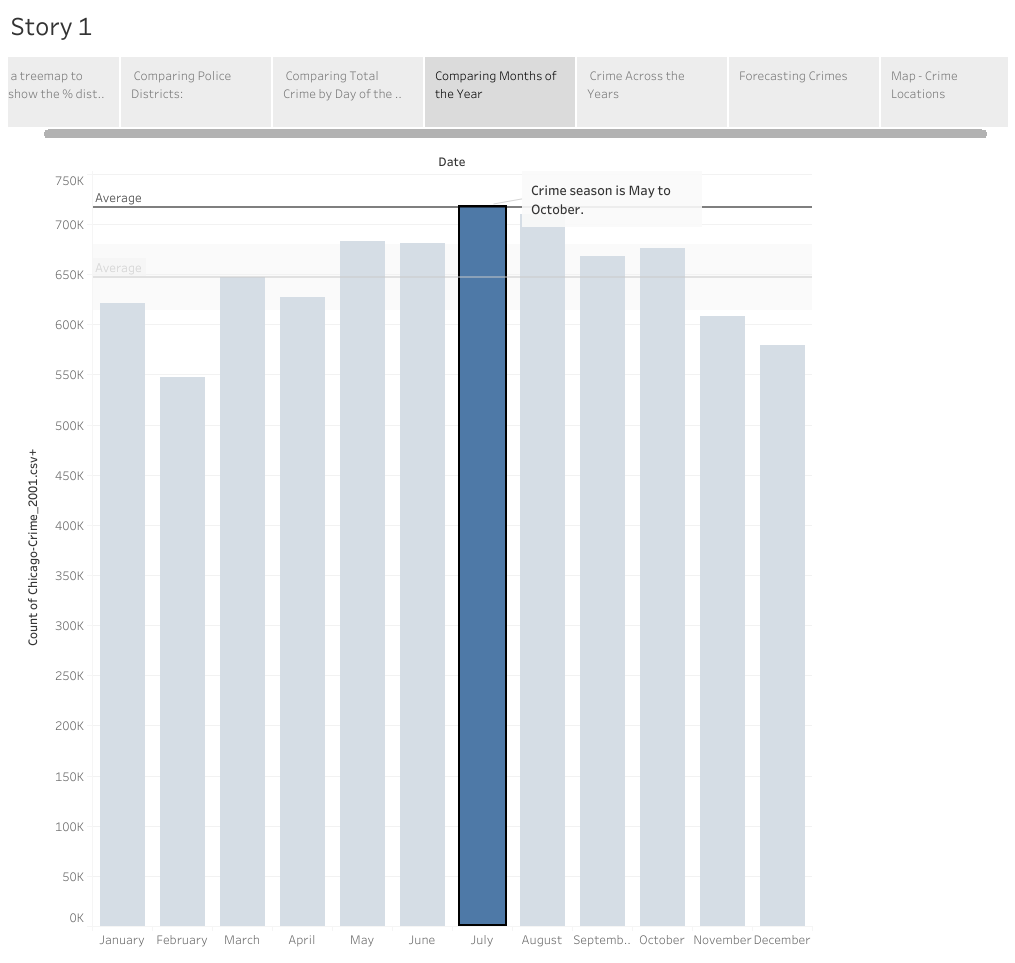 Story 1
a treemap to
show the % dist..
Comparing Police
Districts:
Comparing Total
Crime by Day of the ..
Comparing Months of
the Year
Crime Across the
Years
Forecasting Crimes
Map - Crime
Locations
Date
Crime season is May to
October.
Average
Average
750K
700K
650K
600K
550K
500K
450K
400K
350K
300K
250K
200K
150K
100K
50K
0K
Count of Chicago-Crime_2001.csv+
January
February
March
April
May
June
July
August
Septemb..
October
November
December